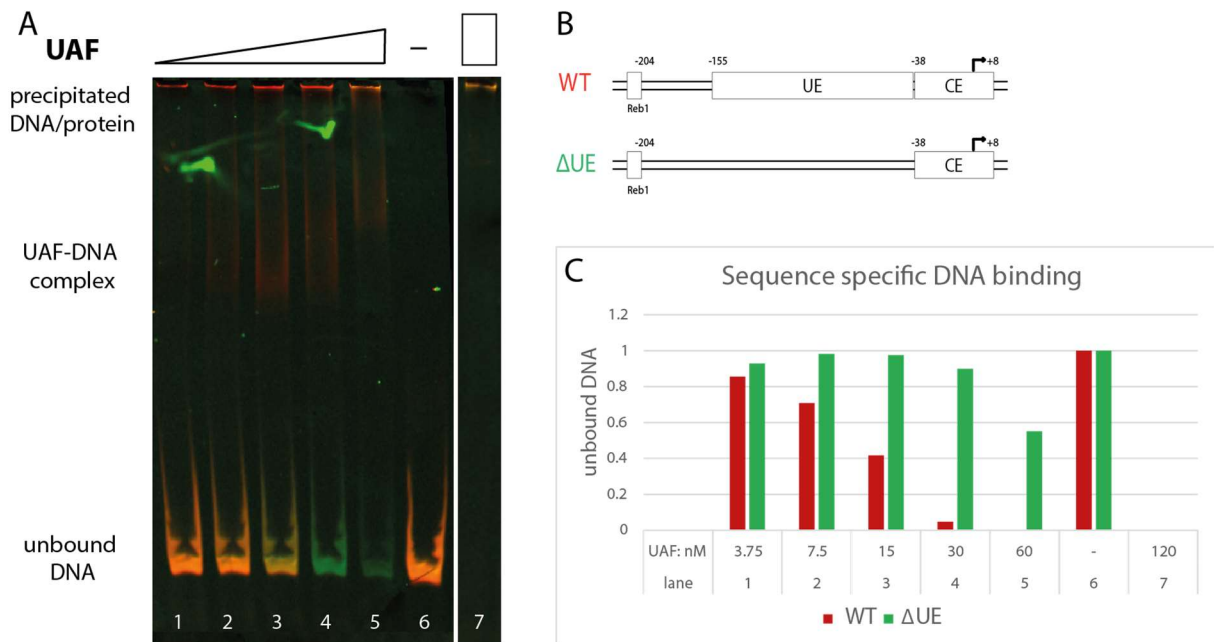 A
UAF
–
precipitated
DNA/protein
UAF-DNA
complex
unbound
DNA
1 2 3 4 5 6 7
B
-204 -155 -38 +8
WT UE CE
Reb1
-204 -38 +8
ΔUE CE
Reb1
C
Sequence specific DNA binding
unbound DNA
1.2
1
0.8
0.6
0.4
0.2
0
UAF: nM 3.75 7.5 15 30 60 - 120
lane 1 2 3 4 5 6 7
WT ΔUE